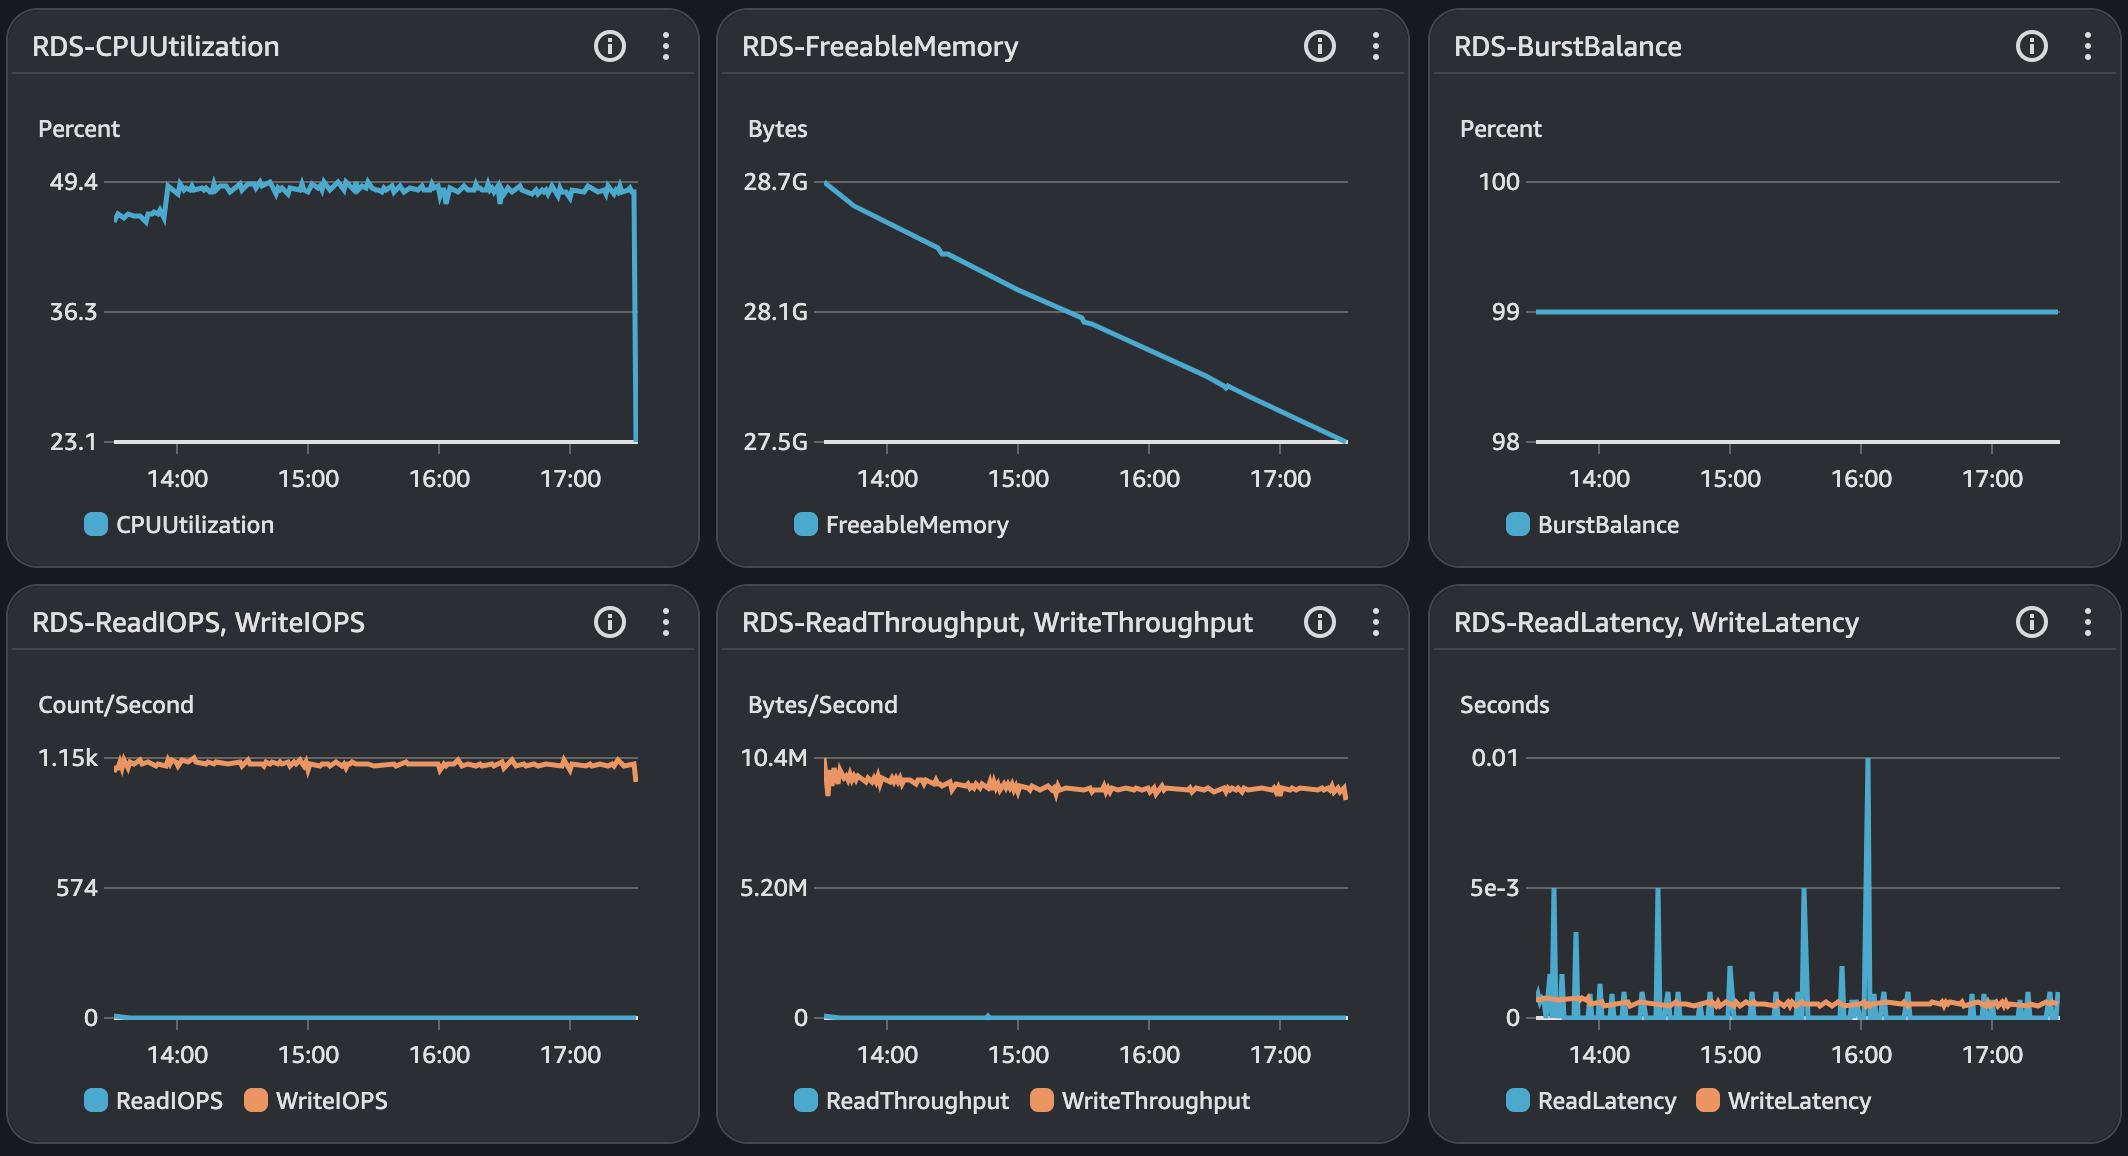 RDS-CPUUtilization
Percent
49.4
36.3
23.1
14:00 15:00 16:00 17:00
CPUUtilization
RDS-FreeableMemory
Bytes
28.7G
28.1G
27.5G
14:00 15:00 16:00 17:00
FreeableMemory
RDS-BurstBalance
Percent
100
99
98
14:00 15:00 16:00 17:00
BurstBalance
RDS-ReadIOPS, WriteIOPS
Count/Second
1.15k
574
0
14:00 15:00 16:00 17:00
ReadIOPS WriteIOPS
RDS-ReadThroughput, WriteThroughput
Bytes/Second
10.4M
5.20M
0
14:00 15:00 16:00 17:00
ReadThroughput WriteThroughput
RDS-ReadLatency, WriteLatency
Seconds
0.01
5e-3
0
14:00 15:00 16:00 17:00
ReadLatency WriteLatency